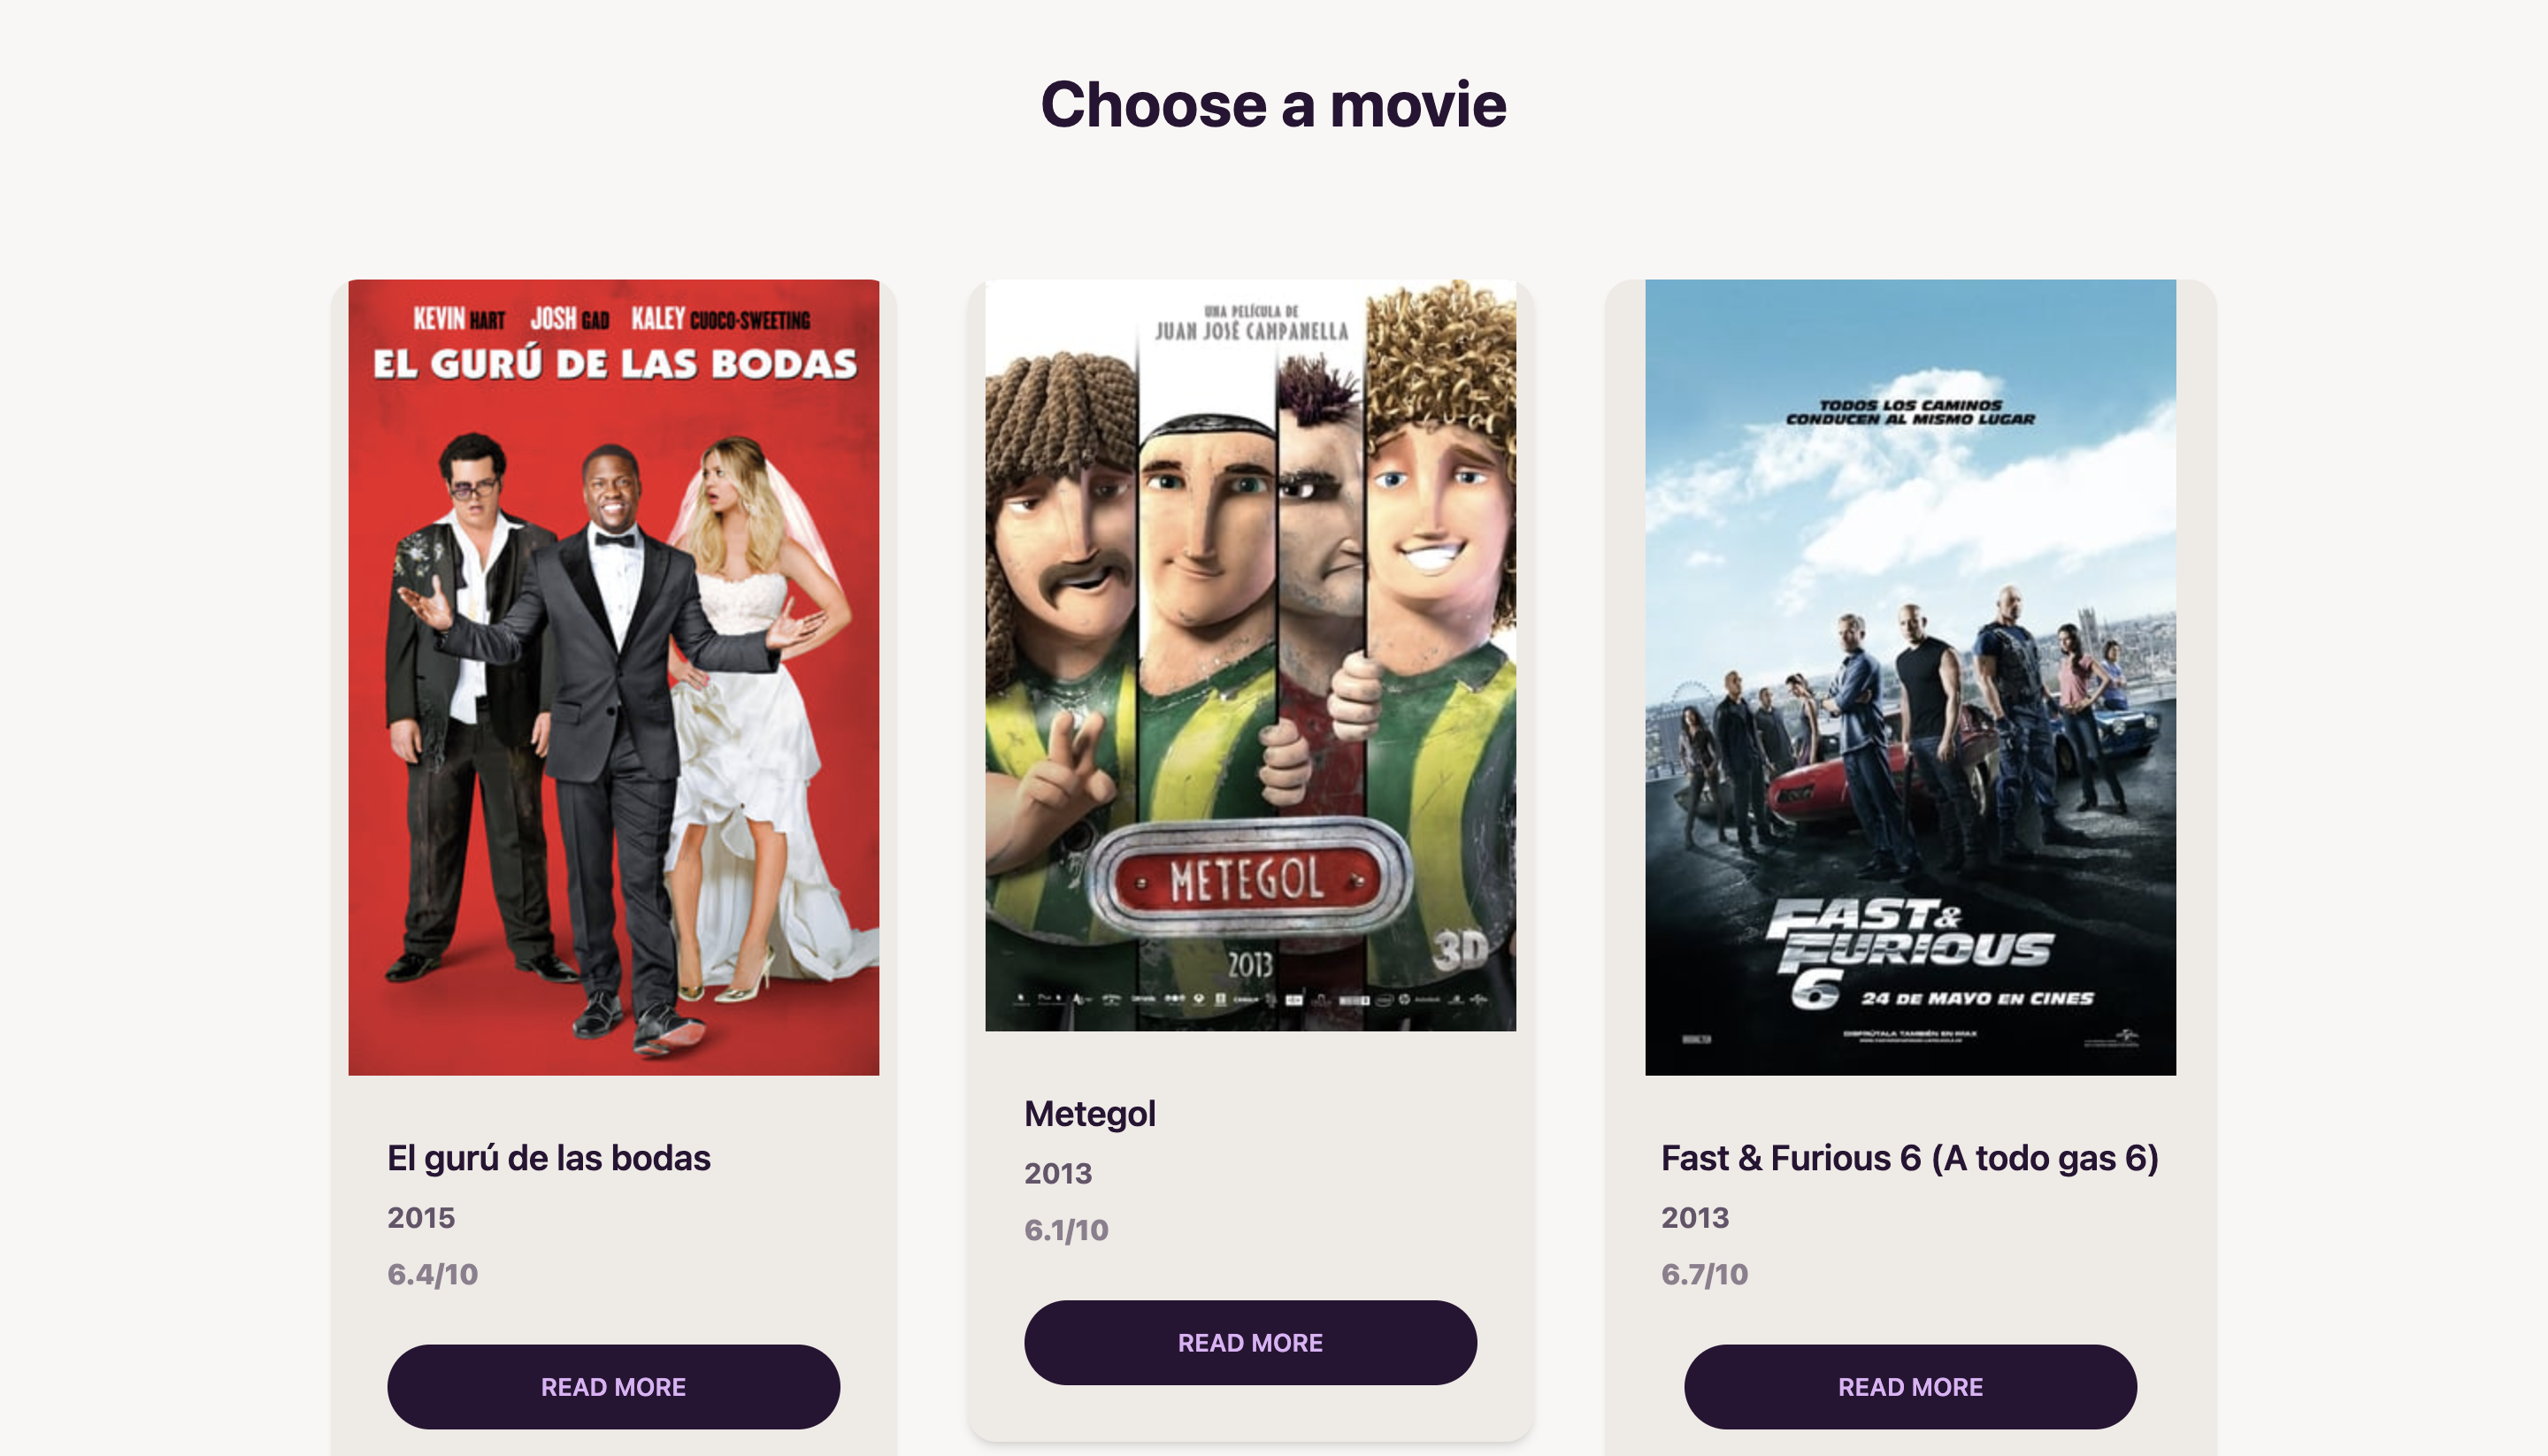 Choose a movie
KEVIN HART JOSH GAD KALEY CUOCO-SWEETING
EL GURÚ DE LAS BODAS
El gurú de las bodas
2015
6.4/10
READ MORE
UNA PELÍCULA DE
JUAN JOSÉ CAMPANELLA
METEGOL
3D
2013
Metegol
2013
6.1/10
READ MORE
TODOS LOS CAMINOS
CONDUCEN AL MISMO LUGAR
FAST &
FURIOUS
6 24 DE MAYO EN CINES
DISFRÚTALA TAMBIÉN EN IMAX
Fast & Furious 6 (A todo gas 6)
2013
6.7/10
READ MORE